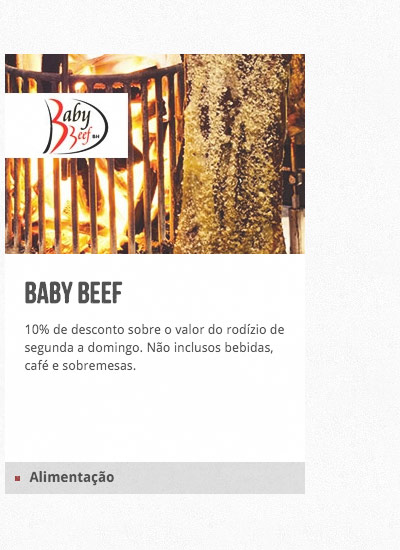 Baby
Beef BH
BABY BEEF
10% de desconto sobre o valor do rodízio de
segunda a domingo. Não inclusos bebidas,
café e sobremesas.
Alimentação